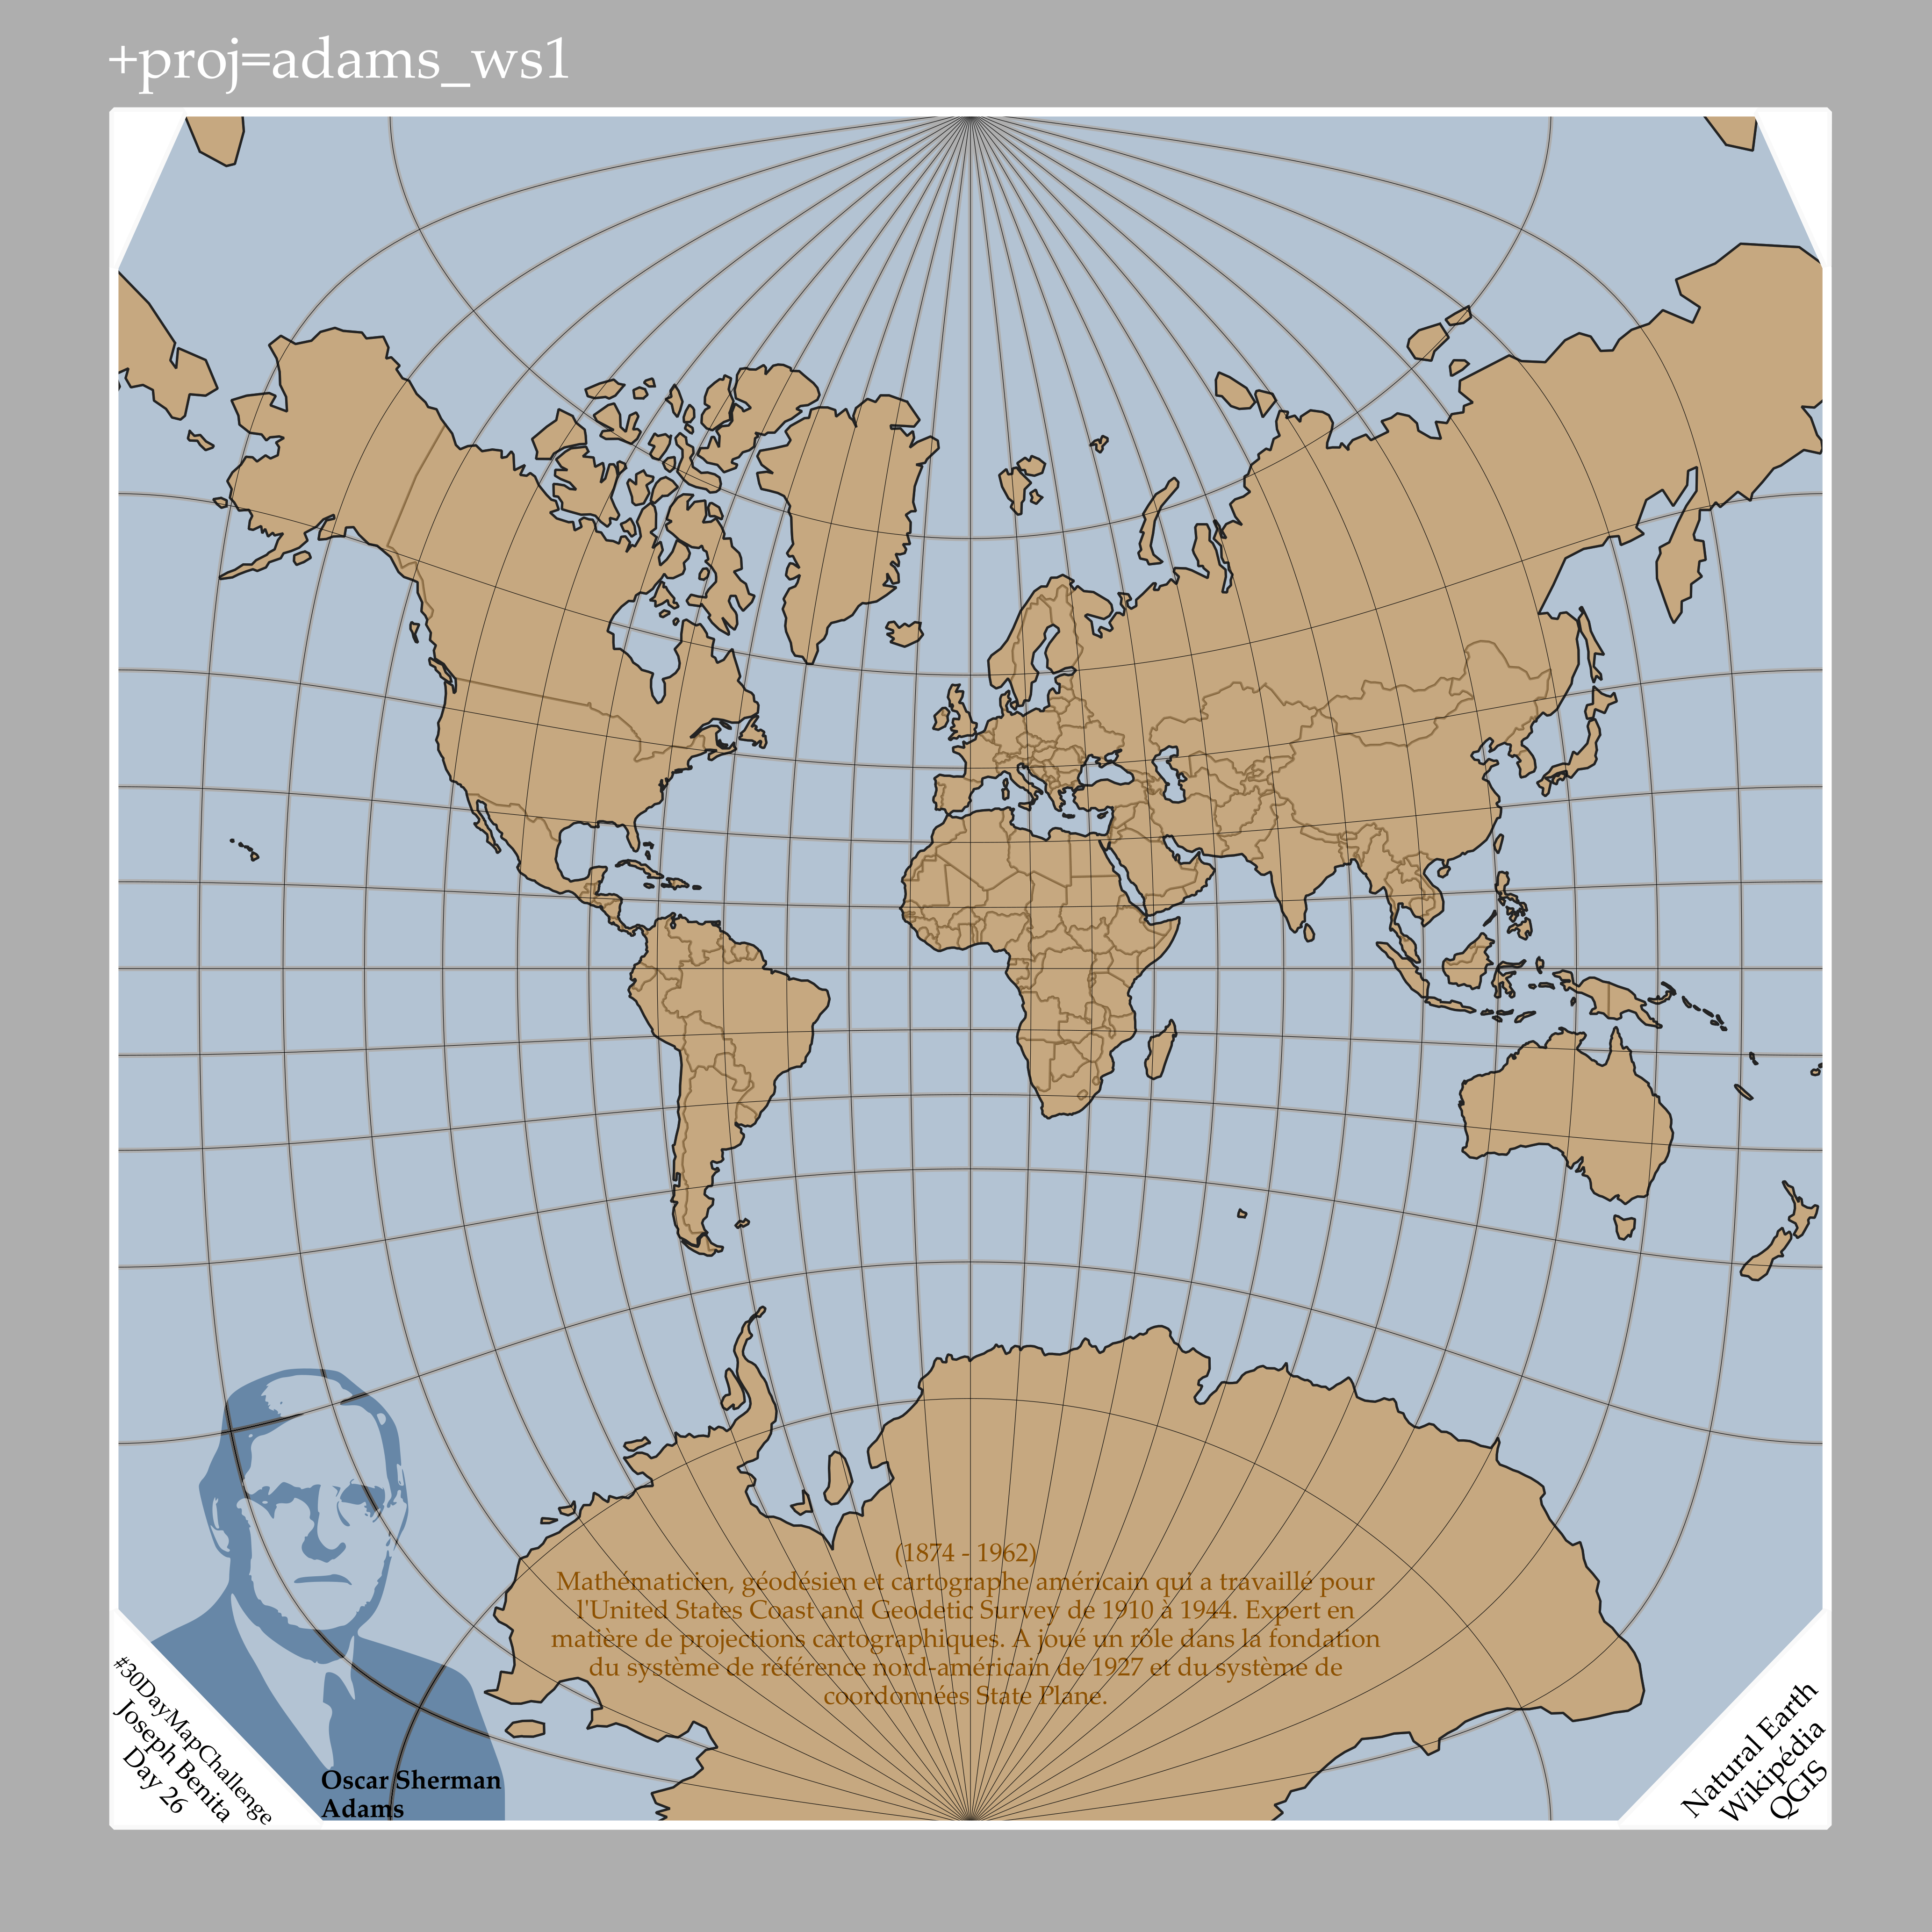 +proj=adams_ws1
(1874 - 1962)
Mathématicien, géodésien et cartographe américain qui a travaillé pour
l'United States Coast and Geodetic Survey de 1910 à 1944. Expert en
matière de projections cartographiques. A joué un rôle dans la fondation
du système de référence nord-américain de 1927 et du système de
coordonnées State Plane.
Oscar Sherman
Adams
#30DayMapChallenge
Joseph Benita
Day 26
Natural Earth
Wikipédia
QGIS